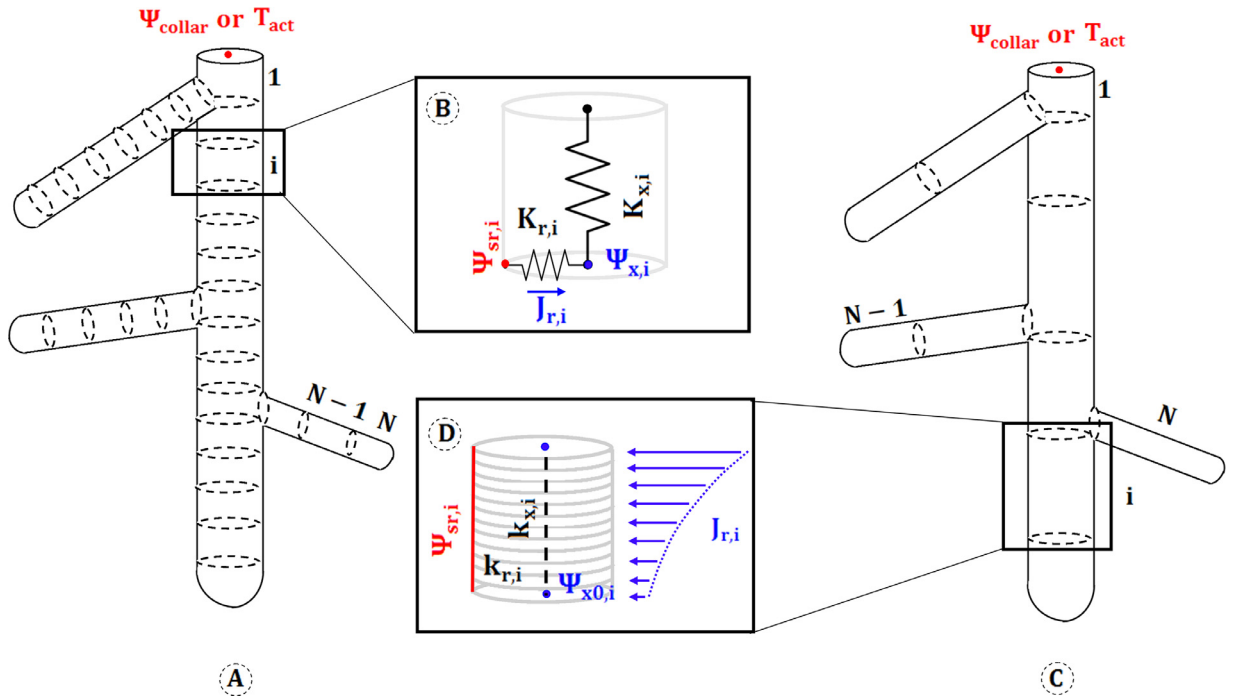 Ψcollar or Tact
1
i
N − 1 N
A
B
Kx,i
Kr,i
Ψsr,i
Ψx,i
Jr,i
D
Ψsr,i
kx,i
kr,i
Ψx0,i
Jr,i
Ψcollar or Tact
1
N − 1
N
i
C